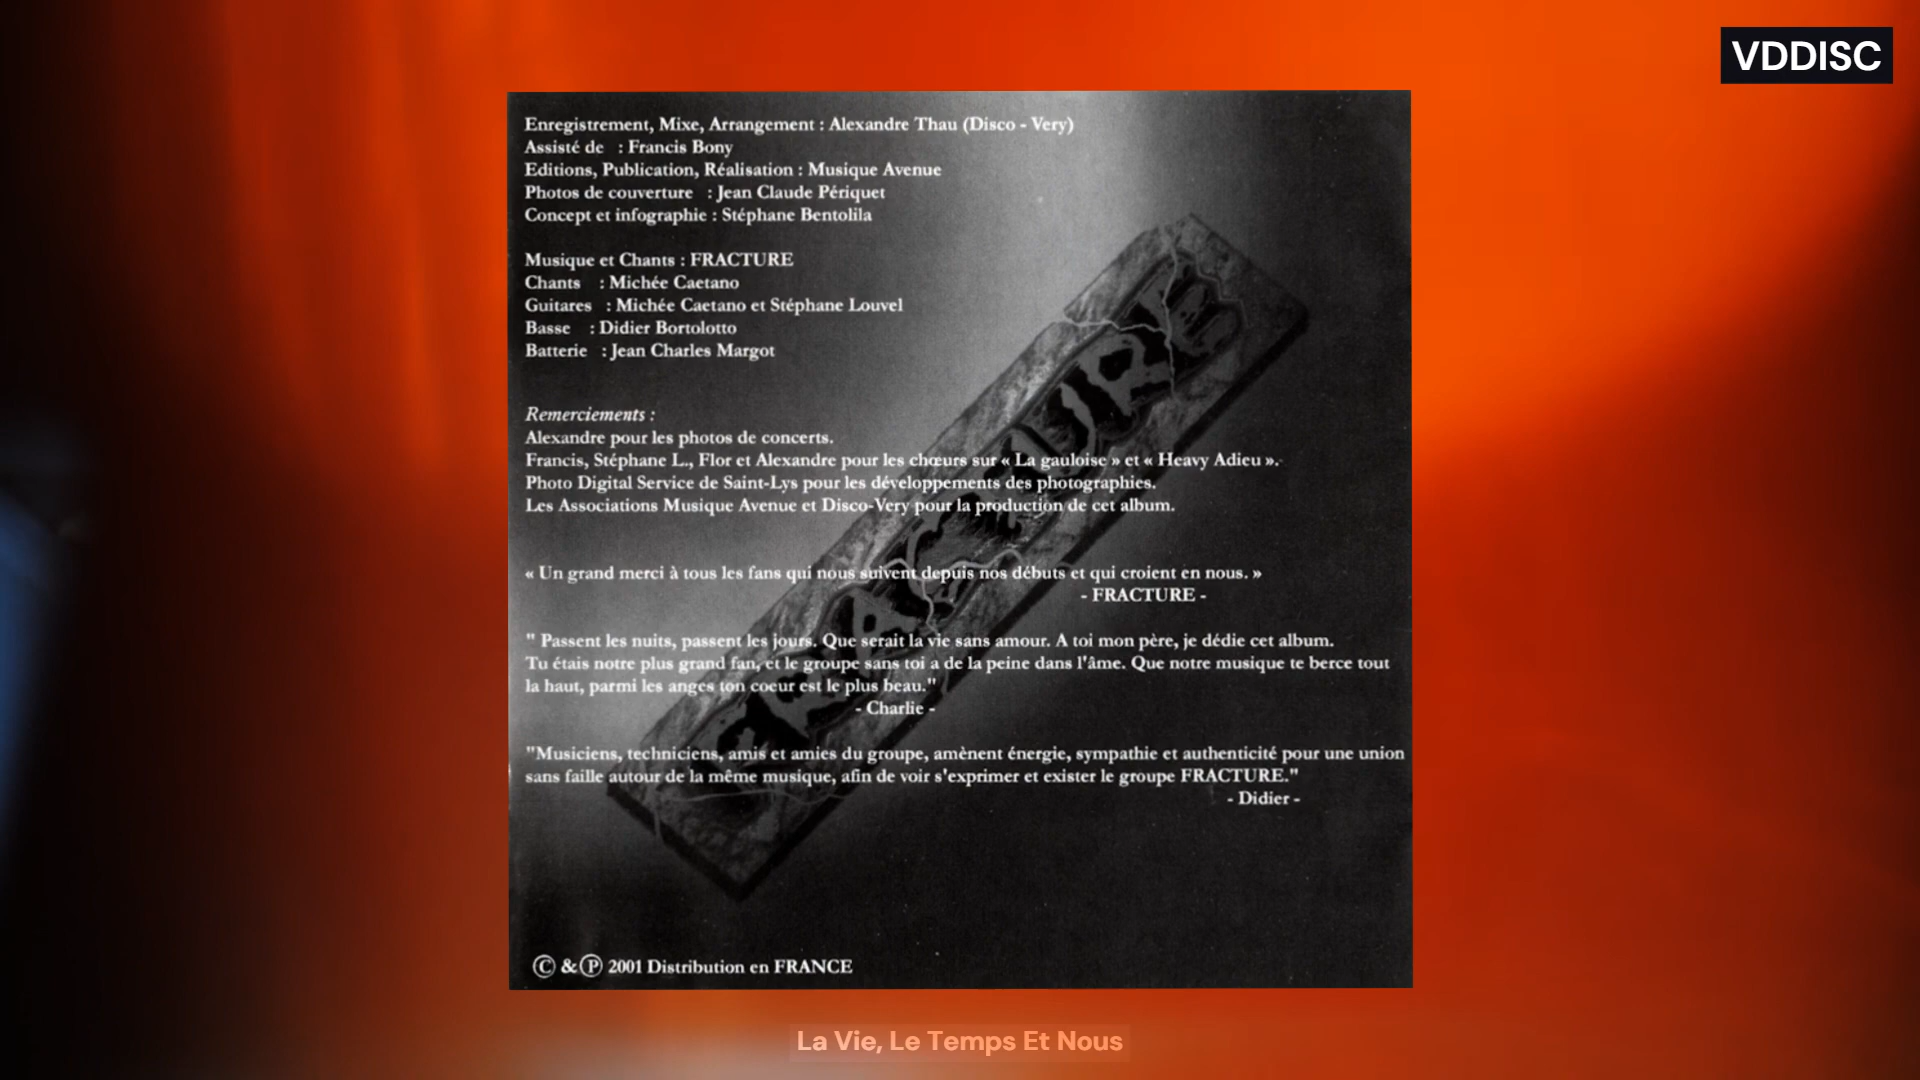 VDDISC
Enregistrement, Mixe, Arrangement : Alexandre Thau (Disco - Very)
Assisté de : Francis Bony
Editions, Publication, Réalisation : Musique Avenue
Photos de couverture : Jean Claude Périquet
Concept et infographie : Stéphane Bentolila
Musique et Chants : FRACTURE
Chants : Michée Caetano
Guitares : Michée Caetano et Stéphane Louvel
Basse : Didier Bortolotto
Batterie : Jean Charles Margot
Remerciements :
Alexandre pour les photos de concerts.
Francis, Stéphane L., Flor et Alexandre pour les chœurs sur « La gauloise » et « Heavy Adieu ».
Photo Digital Service de Saint-Lys pour les développements des photographies.
Les Associations Musique Avenue et Disco-Very pour la production de cet album.
« Un grand merci à tous les fans qui nous suivent depuis nos débuts et qui croient en nous. »
- FRACTURE -
" Passent les nuits, passent les jours. Que serait la vie sans amour. A toi mon père, je dédie cet album.
Tu étais notre plus grand fan, et le groupe sans toi a de la peine dans l'âme. Que notre musique te berce tout
la haut, parmi les anges ton coeur est le plus beau."
- Charlie -
"Musiciens, techniciens, amis et amies du groupe, amènent énergie, sympathie et authenticité pour une union
sans faille autour de la même musique, afin de voir s'exprimer et exister le groupe FRACTURE."
- Didier -
FRACTURE
Ⓒ & Ⓟ 2001 Distribution en FRANCE
La Vie, Le Temps Et Nous